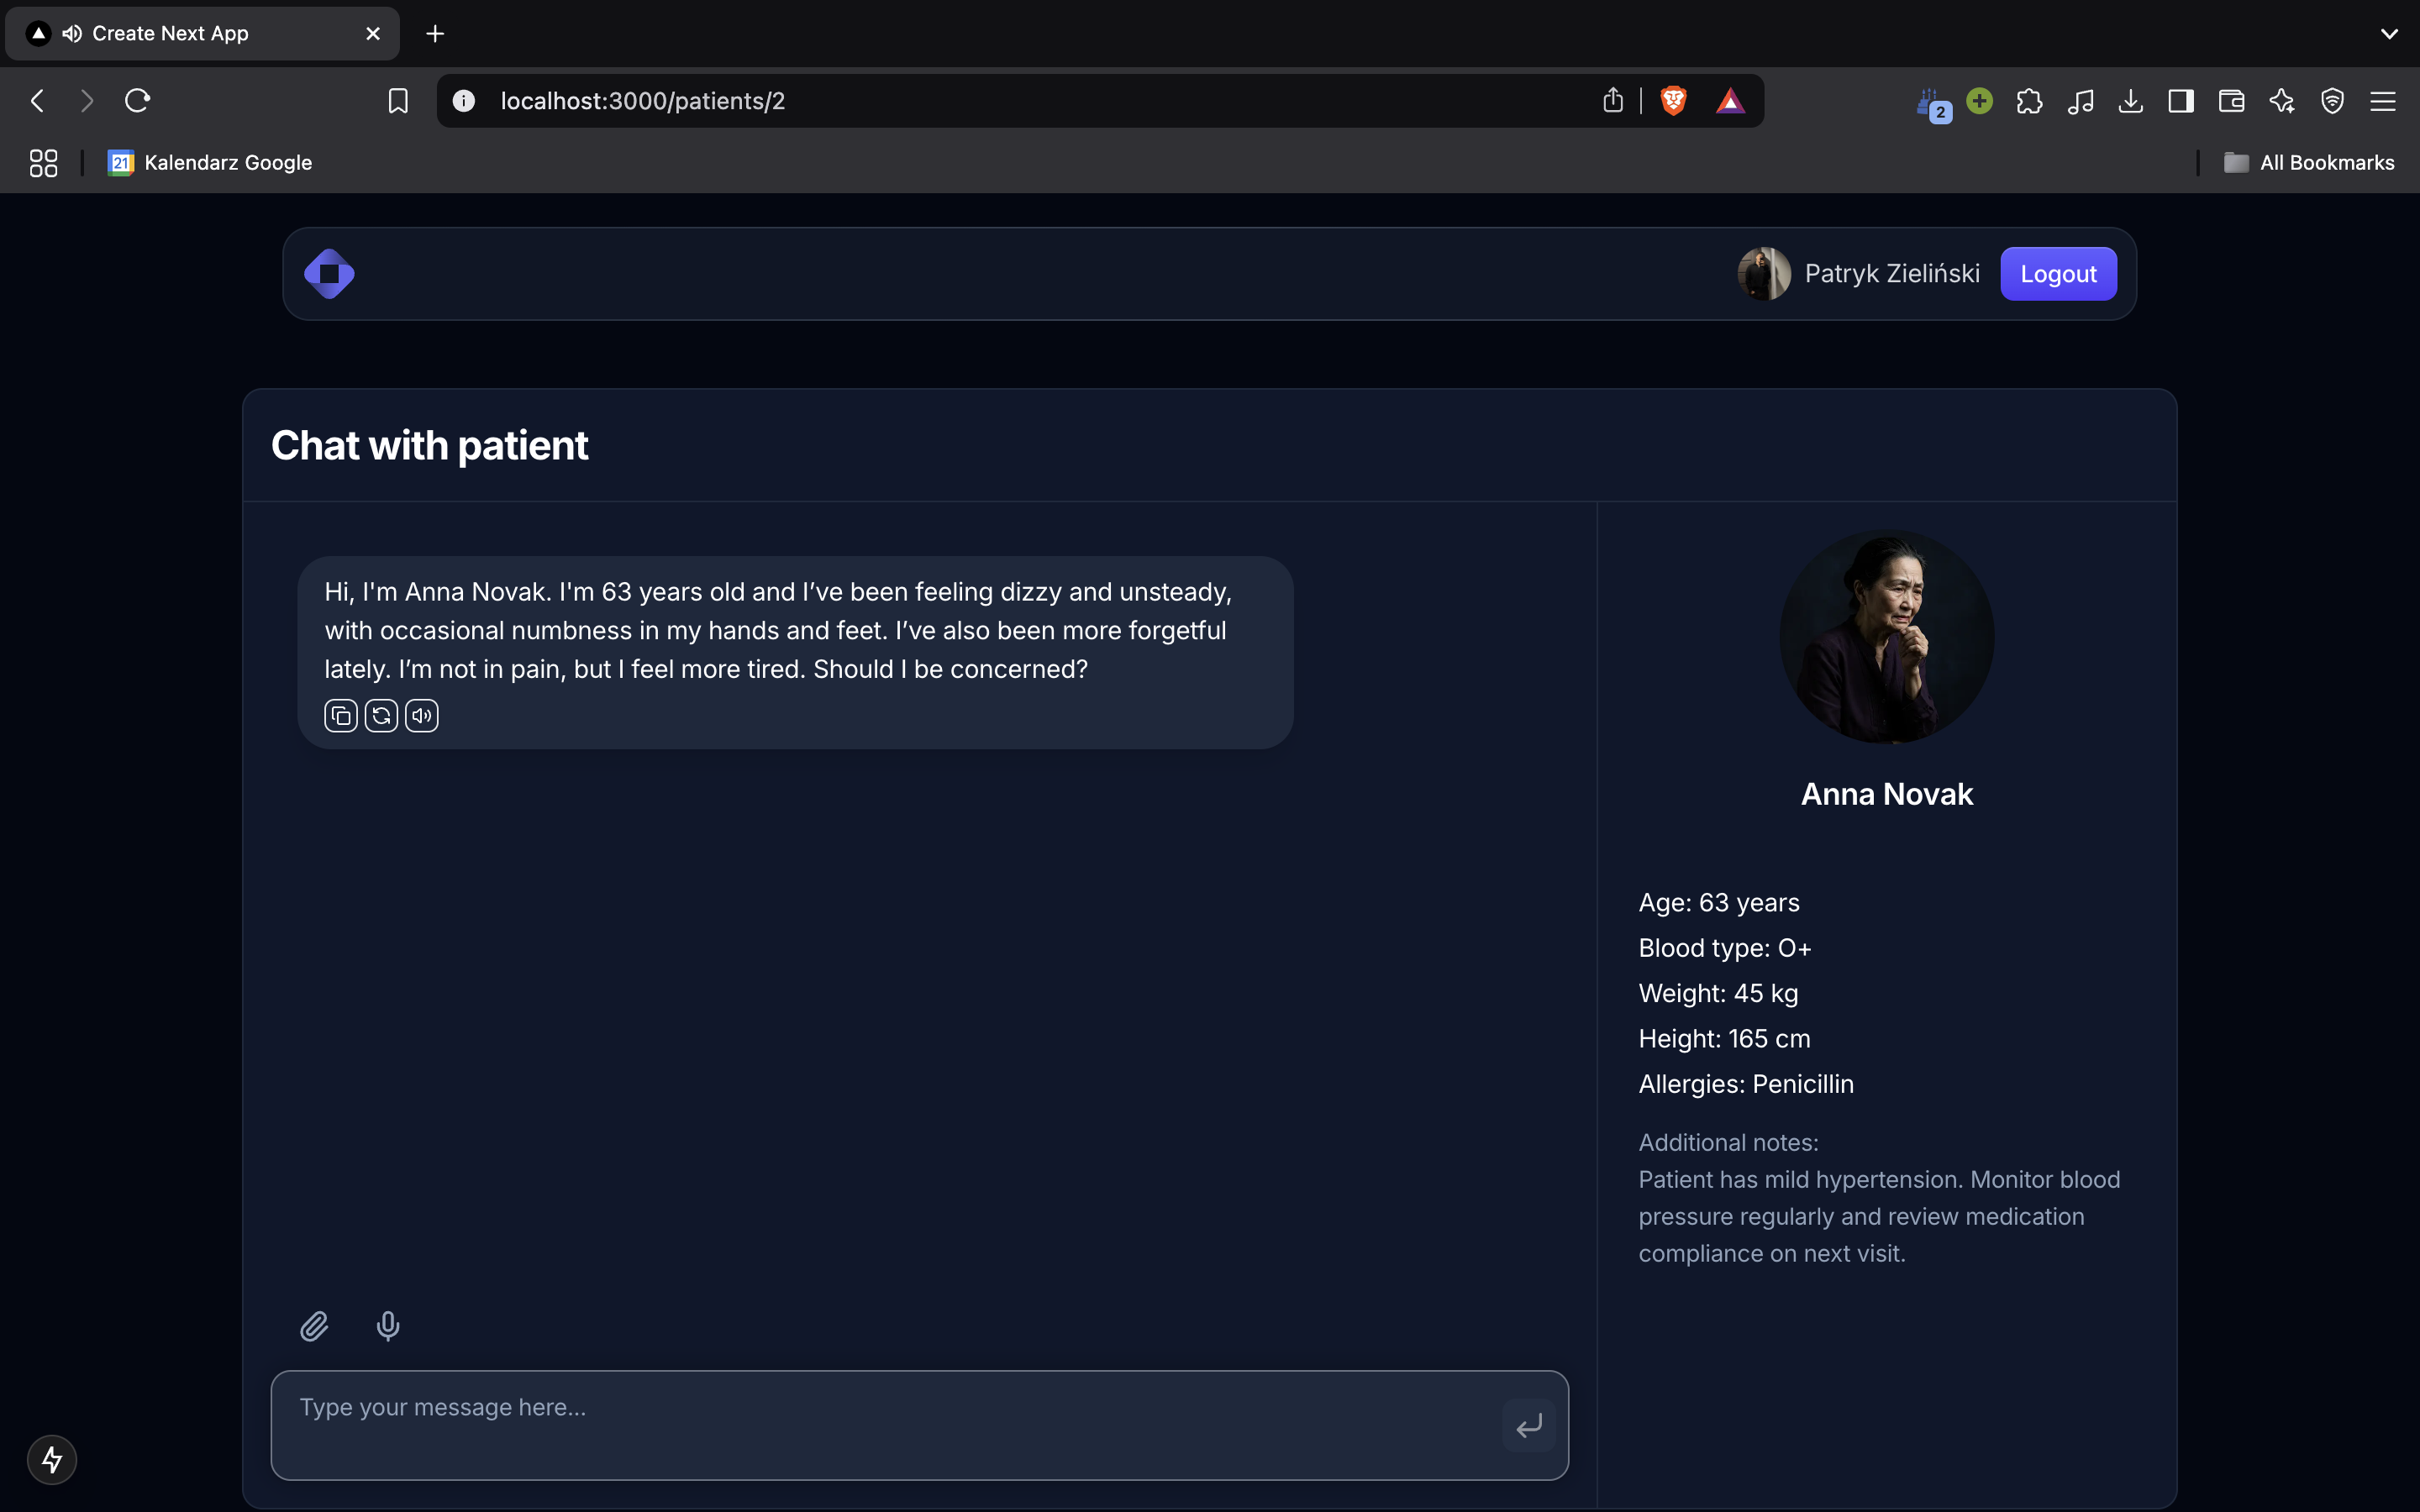 Create Next App
localhost:3000/patients/2
2
21 Kalendarz Google
All Bookmarks
Patryk Zieliński
Logout
Chat with patient
Hi, I'm Anna Novak. I'm 63 years old and I’ve been feeling dizzy and unsteady,
with occasional numbness in my hands and feet. I’ve also been more forgetful
lately. I’m not in pain, but I feel more tired. Should I be concerned?
Anna Novak
Age: 63 years
Blood type: O+
Weight: 45 kg
Height: 165 cm
Allergies: Penicillin
Additional notes:
Patient has mild hypertension. Monitor blood
pressure regularly and review medication
compliance on next visit.
Type your message here...